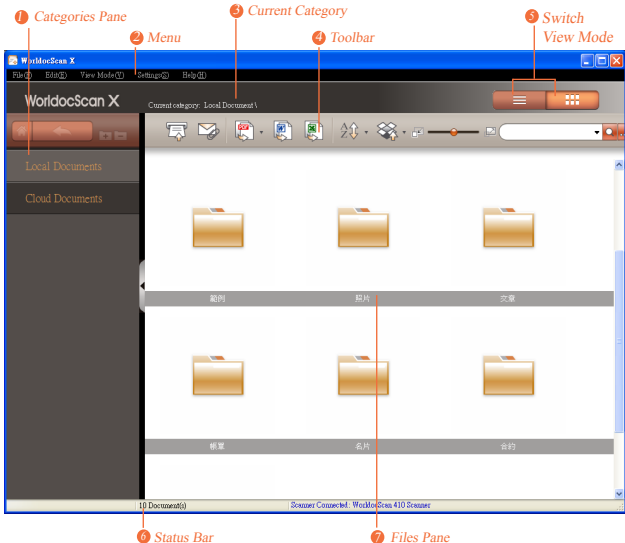 1 Categories Pane
2 Menu
3 Current Category
4 Toolbar
5 Switch
View Mode
WorldocScan X
File(F) Edit(E) View Mode(V) Settings(S) Help(H)
WorldocScan X
Current category: Local Document \
PDF
W
X
A
Z
Local Documents
Cloud Documents
範例 照片 文章
帳單 名片 合約
10 Document(s) Scanner Connected: WorldocScan 410 Scanner
6 Status Bar
7 Files Pane